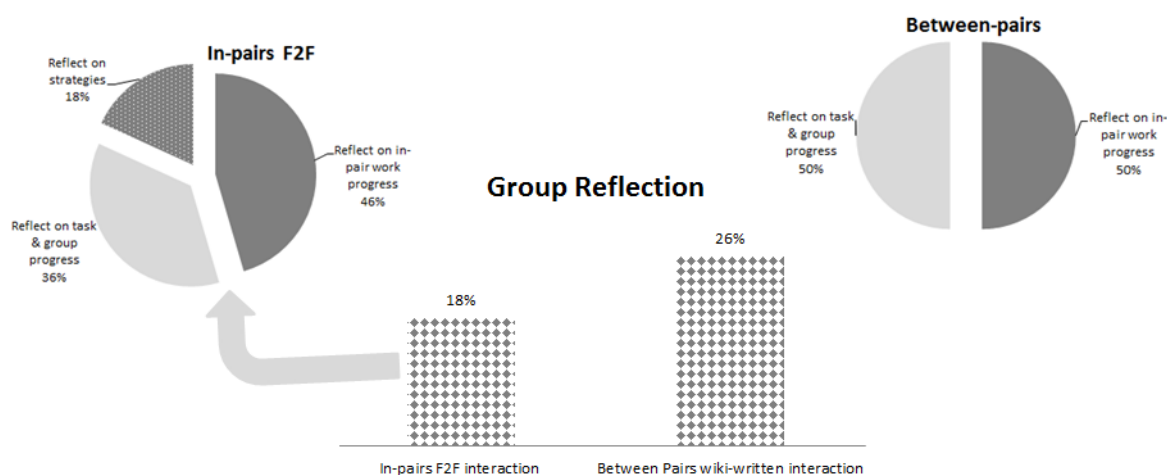 In-pairs F2F
Reflect on
strategies
18%
Reflect on in-
pair work
progress
46%
Reflect on task
& group
progress
36%
Between-pairs
Reflect on task
& group
progress
50%
Reflect on in-
pair work
progress
50%
Group Reflection
18%
26%
In-pairs F2F interaction
Between Pairs wiki-written interaction